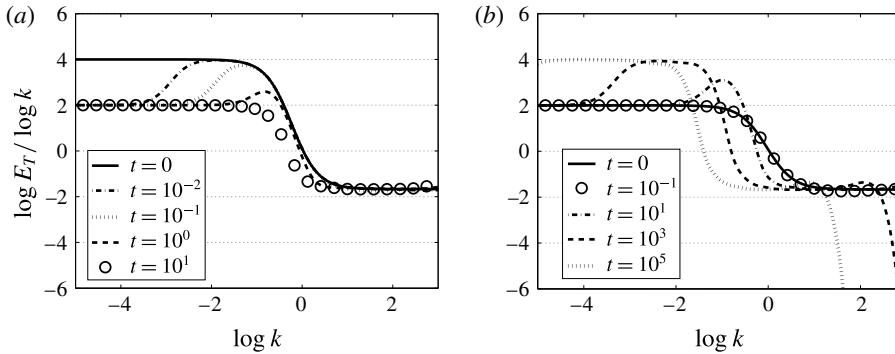 (a)
6
4
2
0
−2
−4
−6
log E_T / log k
t = 0
t = 10^−2
t = 10^−1
t = 10^0
t = 10^1
−4 −2 0 2
log k
(b)
6
4
2
0
−2
−4
−6
t = 0
t = 10^−1
t = 10^1
t = 10^3
t = 10^5
−4 −2 0 2
log k